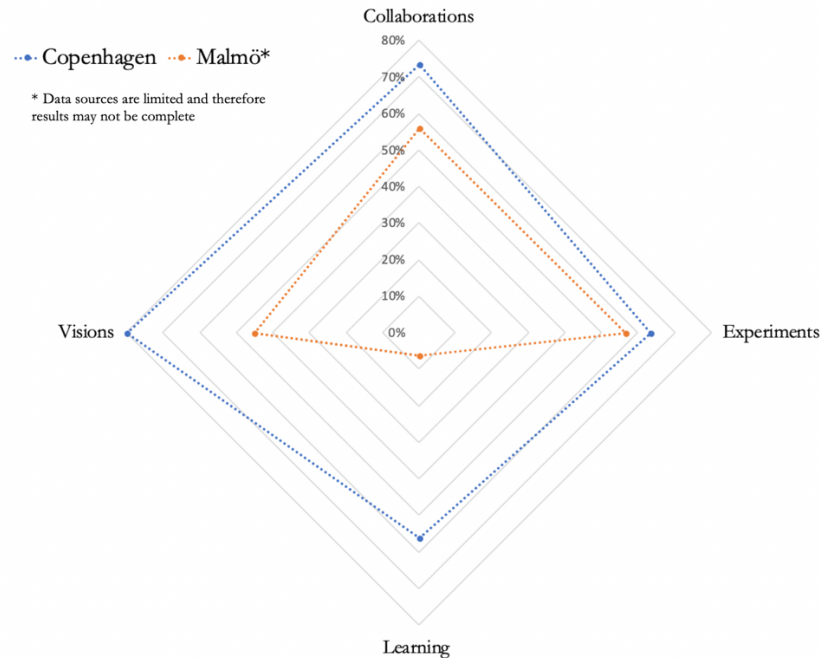 Collaborations
Copenhagen Malmö*
* Data sources are limited and therefore
results may not be complete
80%
70%
60%
50%
40%
30%
20%
10%
0%
Visions
Experiments
Learning